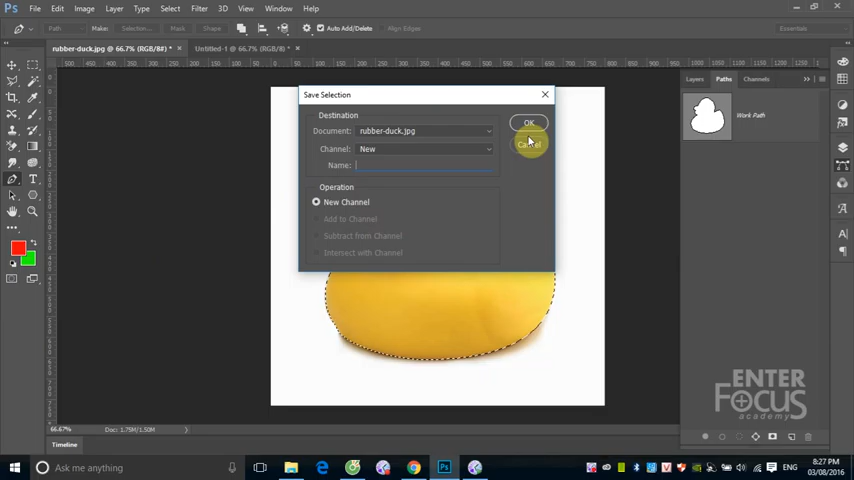 Ps File Edit Image Layer Type Select Filter 3D View Window Help
Path Make: Selection... Mask Shape Auto Add/Delete Align Edges Essentials
rubber-duck.jpg @ 66.7% (RGB/8#) * × Untitled-1 @ 66.7% (RGB/8) * ×
Layers Paths Channels
Work Path
Save Selection
Destination
Document: rubber-duck.jpg
Channel: New
Name:
OK
Cancel
Operation
New Channel
Add to Channel
Subtract from Channel
Intersect with Channel
ENTER
FOCUS
academy
66.67% Doc: 1.75M/1.50M
Timeline
Ask me anything
ENG
8:27 PM
03/08/2016